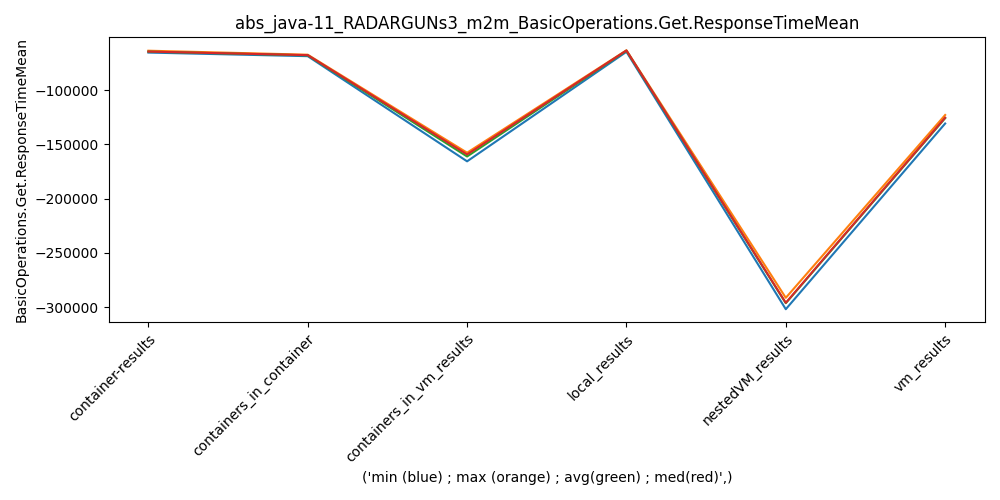 abs_java-11_RADARGUNs3_m2m_BasicOperations.Get.ResponseTimeMean
BasicOperations.Get.ResponseTimeMean
−100000
−150000
−200000
−250000
−300000
container-results
containers_in_container
containers_in_vm_results
local_results
nestedVM_results
vm_results
('min (blue) ; max (orange) ; avg(green) ; med(red)',)